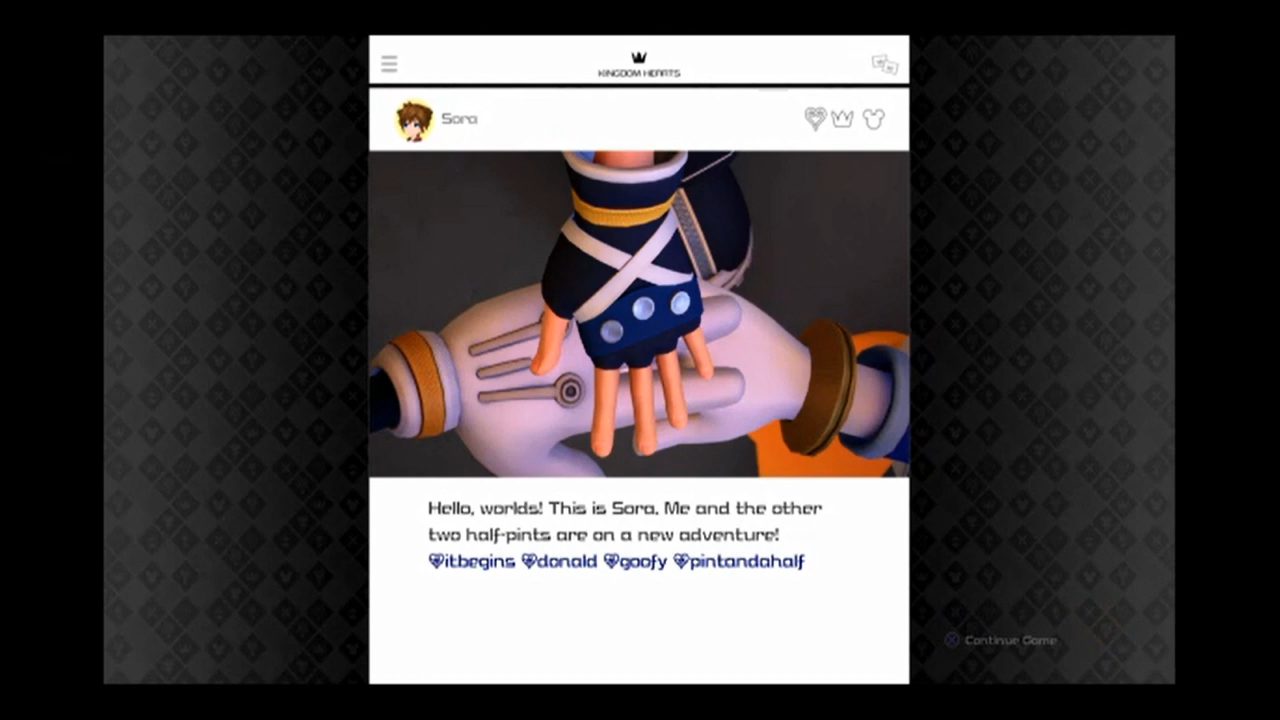 KINGDOM HEARTS
Sora
Hello, worlds! This is Sora. Me and the other
two half-pints are on a new adventure!
itbegins donald goofy pintandahalf
Continue Game